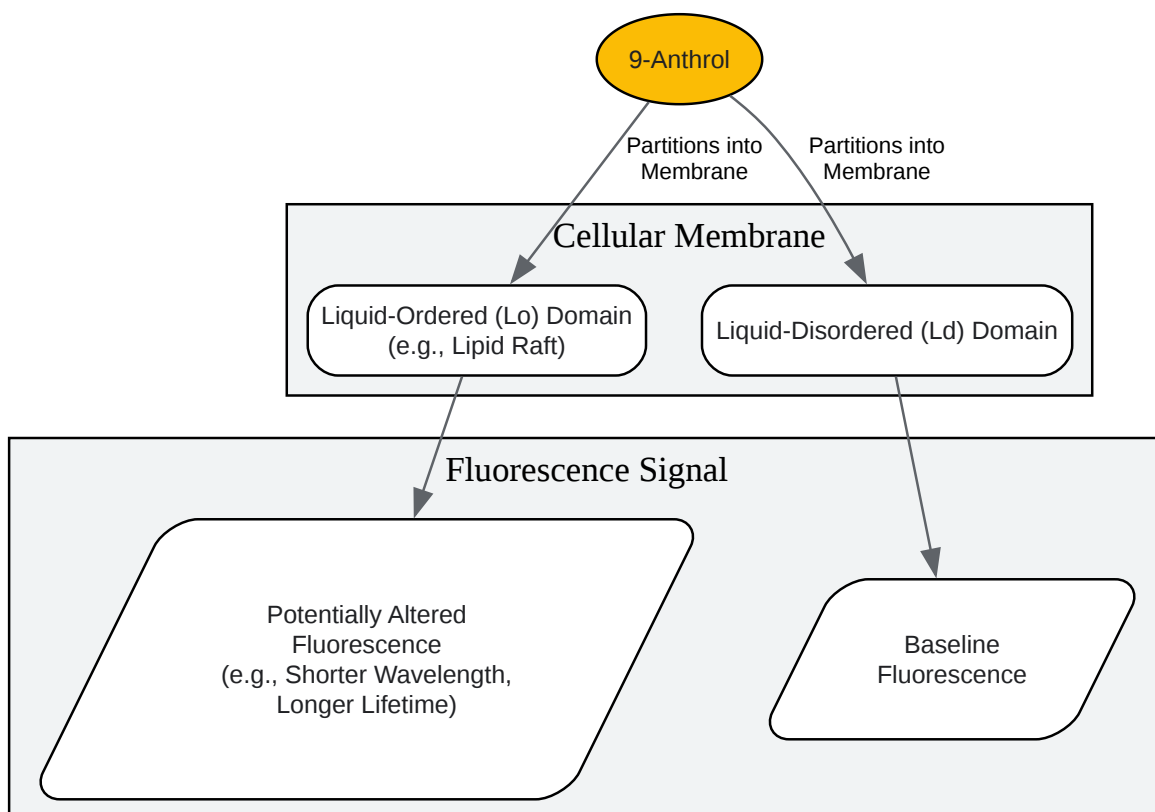 9-Anthrol
Partitions into
Membrane
Partitions into
Membrane
Cellular Membrane
Liquid-Ordered (Lo) Domain
(e.g., Lipid Raft)
Liquid-Disordered (Ld) Domain
Fluorescence Signal
Potentially Altered
Fluorescence
(e.g., Shorter Wavelength,
Longer Lifetime)
Baseline
Fluorescence